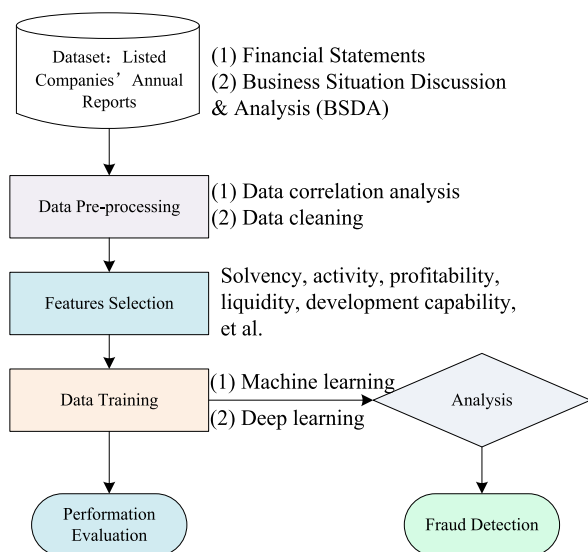 Dataset: Listed
Companies’ Annual
Reports
(1) Financial Statements
(2) Business Situation Discussion
& Analysis (BSDA)
Data Pre-processing
(1) Data correlation analysis
(2) Data cleaning
Features Selection
Solvency, activity, profitability,
liquidity, development capability,
et al.
Data Training
(1) Machine learning
(2) Deep learning
Analysis
Performation
Evaluation
Fraud Detection